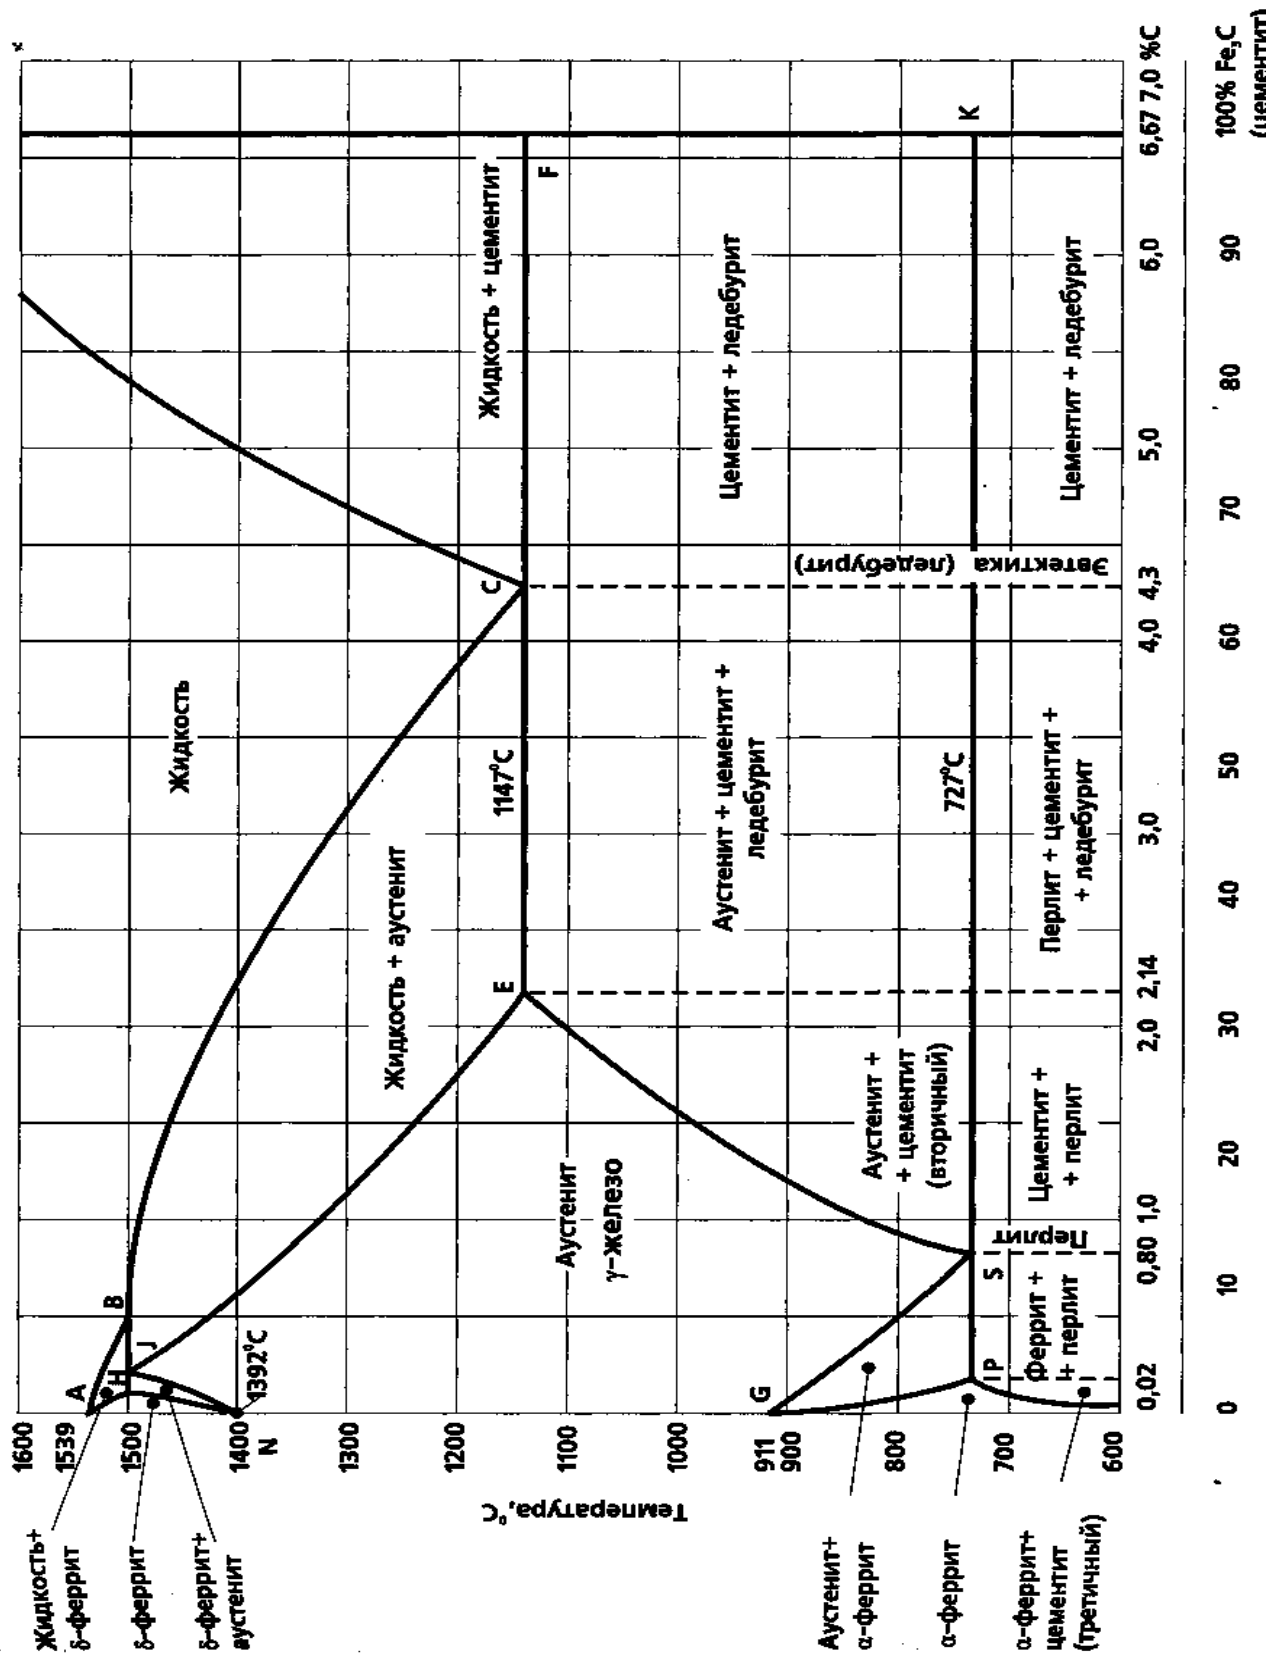 Жидкость+
δ-феррит
δ-феррит
δ-феррит+
аустенит
Аустенит+
α-феррит
α-феррит
α-феррит+
цементит
(третичный)
Температура,°С
1600
1539
1500
1400
N
1300
1200
1100
1000
911
900
800
700
600
A
H
J
B
1392°С
G
Жидкость
Жидкость + аустенит
Жидкость + цементит
E
1147°С
C
F
Аустенит
γ-железо
Аустенит + цементит +
ледебурит
Цементит + ледебурит
Аустенит +
+ цементит
(вторичный)
727°С
Эвтектика (ледебурит)
K
P
S
Феррит +
+ перлит
Перлит
Цементит +
+ перлит
Перлит + цементит +
+ ледебурит
Цементит + ледебурит
0,02 0,80 1,0 2,0 2,14 3,0 4,0 4,3 5,0 6,0 6,67 7,0 %С
0 10 20 30 40 50 60 70 80 90 100% Fe,C
(цементит)